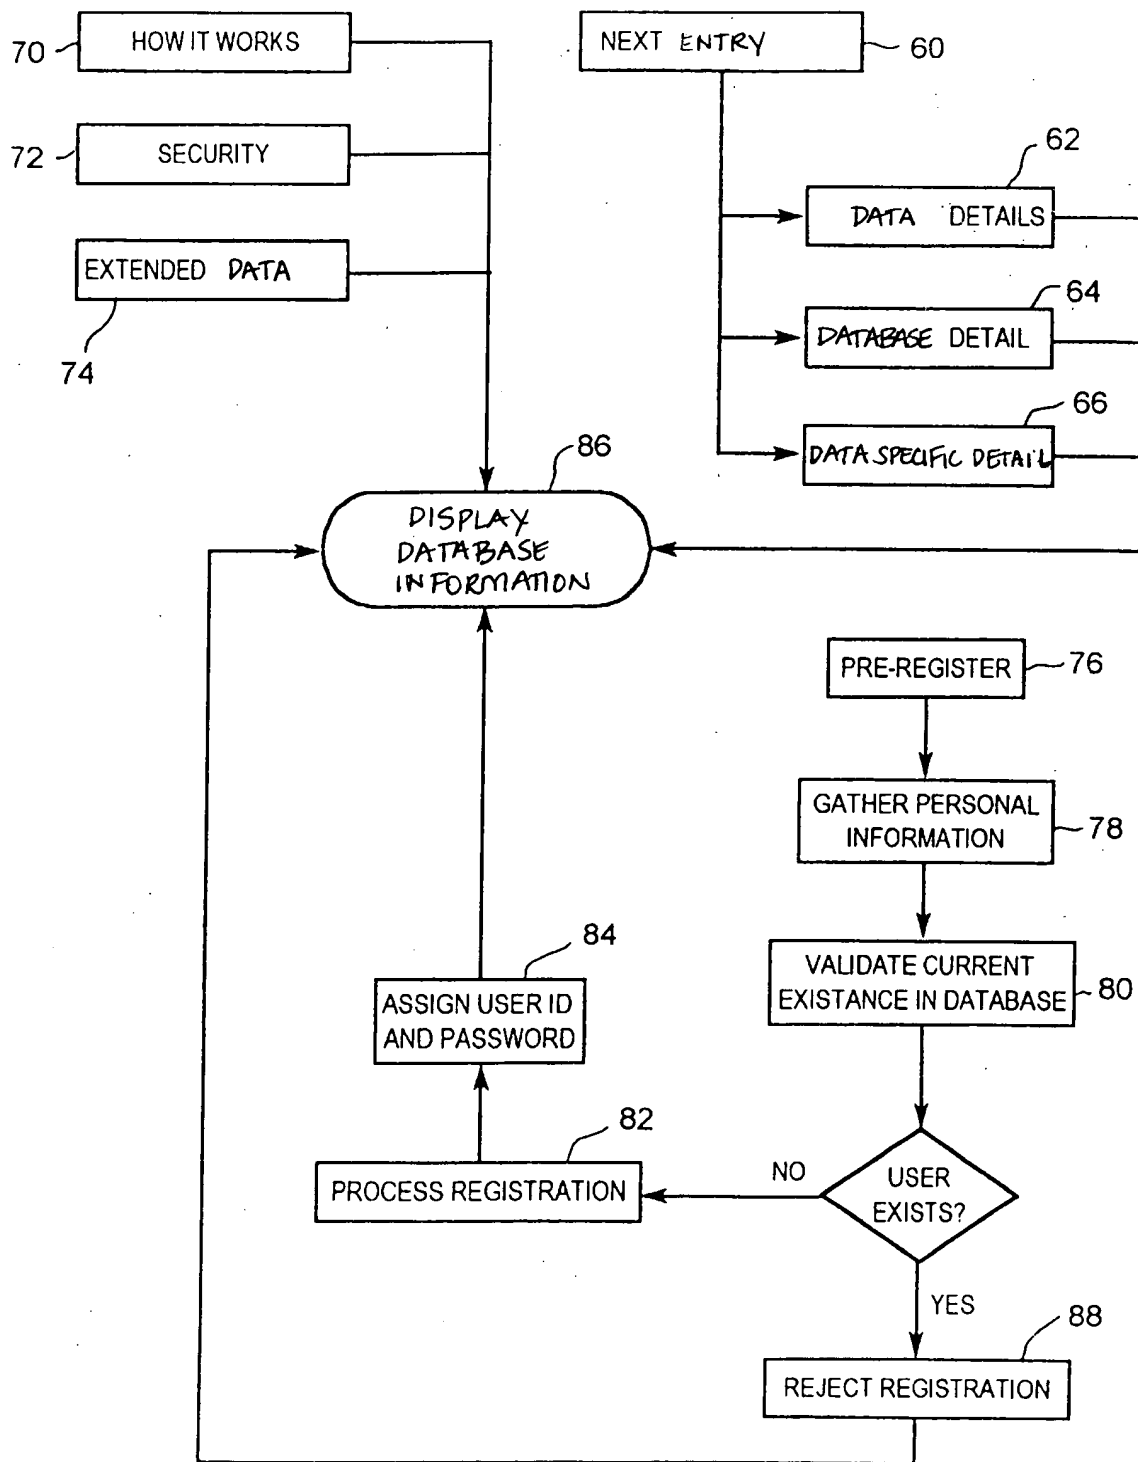 70
HOW IT WORKS
NEXT ENTRY
60
72
SECURITY
62
DATA DETAILS
EXTENDED DATA
74
64
DATABASE DETAIL
66
DATA SPECIFIC DETAIL
86
DISPLAY
DATABASE
INFORMATION
PRE-REGISTER
76
GATHER PERSONAL
INFORMATION
78
84
ASSIGN USER ID
AND PASSWORD
VALIDATE CURRENT
EXISTANCE IN DATABASE
80
82
PROCESS REGISTRATION
NO
USER
EXISTS?
YES
88
REJECT REGISTRATION